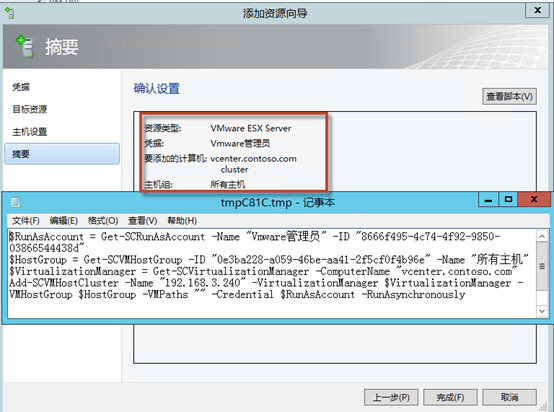 添加资源向导
x
摘要
凭据
目标资源
主机设置
摘要
确认设置
查看脚本(V)
资源类型: VMware ESX Server
凭据: Vmware管理员
要添加的计算机: vcenter.contoso.com
cluster
主机组: 所有主机
tmpC81C.tmp - 记事本
文件(F) 编辑(E) 格式(O) 查看(V) 帮助(H)
$RunAsAccount = Get-SCRunAsAccount -Name "Vmware管理员" -ID "8666f495-4c74-4f92-9850-
03866544438d"
$HostGroup = Get-SCVMHostGroup -ID "0e3ba228-a059-46be-aa41-2f5cf0f4b96e" -Name "所有主机"
$VirtualizationManager = Get-SCVirtualizationManager -ComputerName "vcenter.contoso.com"
Add-SCVMHostCluster -Name "192.168.3.240" -VirtualizationManager $VirtualizationManager -
VMHostGroup $HostGroup -VMPaths "" -Credential $RunAsAccount -RunAsynchronously
上一步(P) 完成(F) 取消